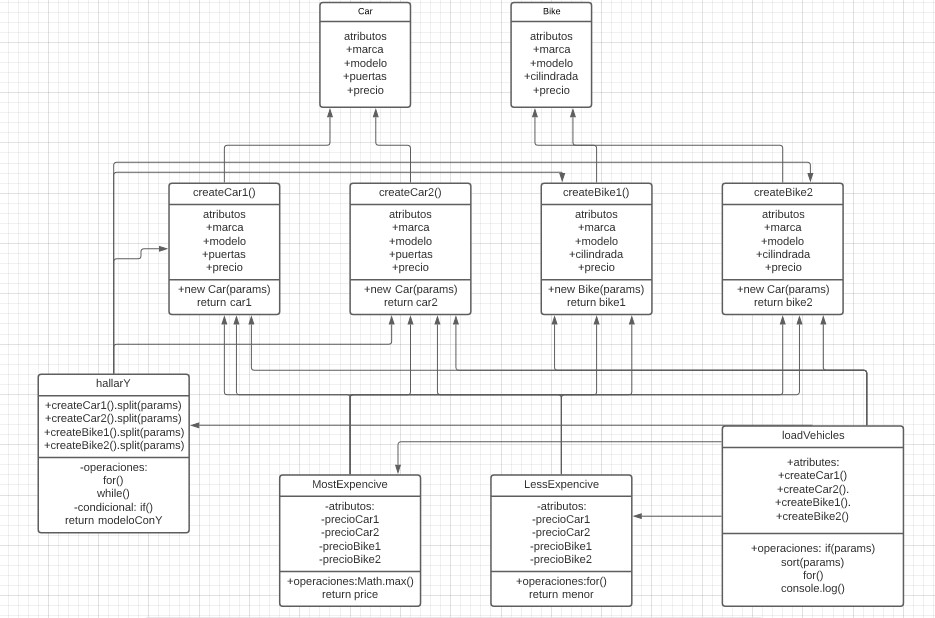 Car
atributos
+marca
+modelo
+puertas
+precio
Bike
atributos
+marca
+modelo
+cilindrada
+precio
createCar1()
atributos
+marca
+modelo
+puertas
+precio
+new Car(params)
return car1
createCar2()
atributos
+marca
+modelo
+puertas
+precio
+new Car(params)
return car2
createBike1()
atributos
+marca
+modelo
+cilindrada
+precio
+new Bike(params)
return bike1
createBike2
atributos
+marca
+modelo
+cilindrada
+precio
+new Car(params)
return bike2
hallarY
+createCar1().split(params)
+createCar2().split(params)
+createBike1().split(params)
+createBike2().split(params)
-operaciones:
for()
while()
-condicional: if()
return modeloConY
MostExpencive
-atributos:
-precioCar1
-precioCar2
-precioBike1
-precioBike2
+operaciones:Math.max()
return price
LessExpencive
-atributos:
-precioCar1
-precioCar2
-precioBike1
-precioBike2
+operaciones:for()
return menor
loadVehicles
+atributes:
+createCar1()
+createCar2().
+createBike1().
+createBike2()
+operaciones: if(params)
sort(params)
for()
console.log()